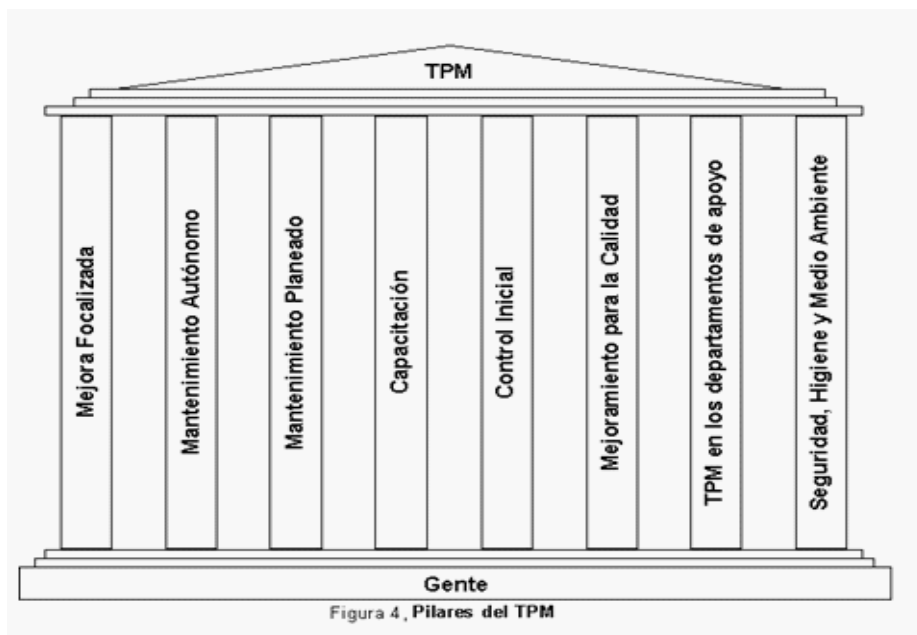 TPM
Mejora Focalizada
Mantenimiento Autónomo
Mantenimiento Planeado
Capacitación
Control Inicial
Mejoramiento para la Calidad
TPM en los departamentos de apoyo
Seguridad, Higiene y Medio Ambiente
Gente
Figura 4, Pilares del TPM